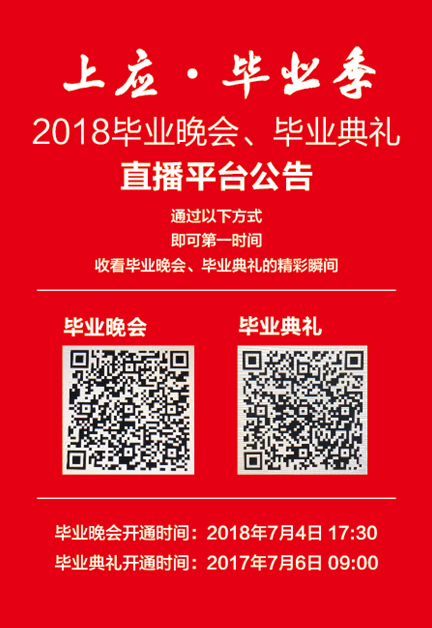 上应·毕业季
2018毕业晚会、毕业典礼
直播平台公告
通过以下方式
即可第一时间
收看毕业晚会、毕业典礼的精彩瞬间
毕业晚会 毕业典礼
毕业晚会开通时间：2018年7月4日 17:30
毕业典礼开通时间：2017年7月6日 09:00